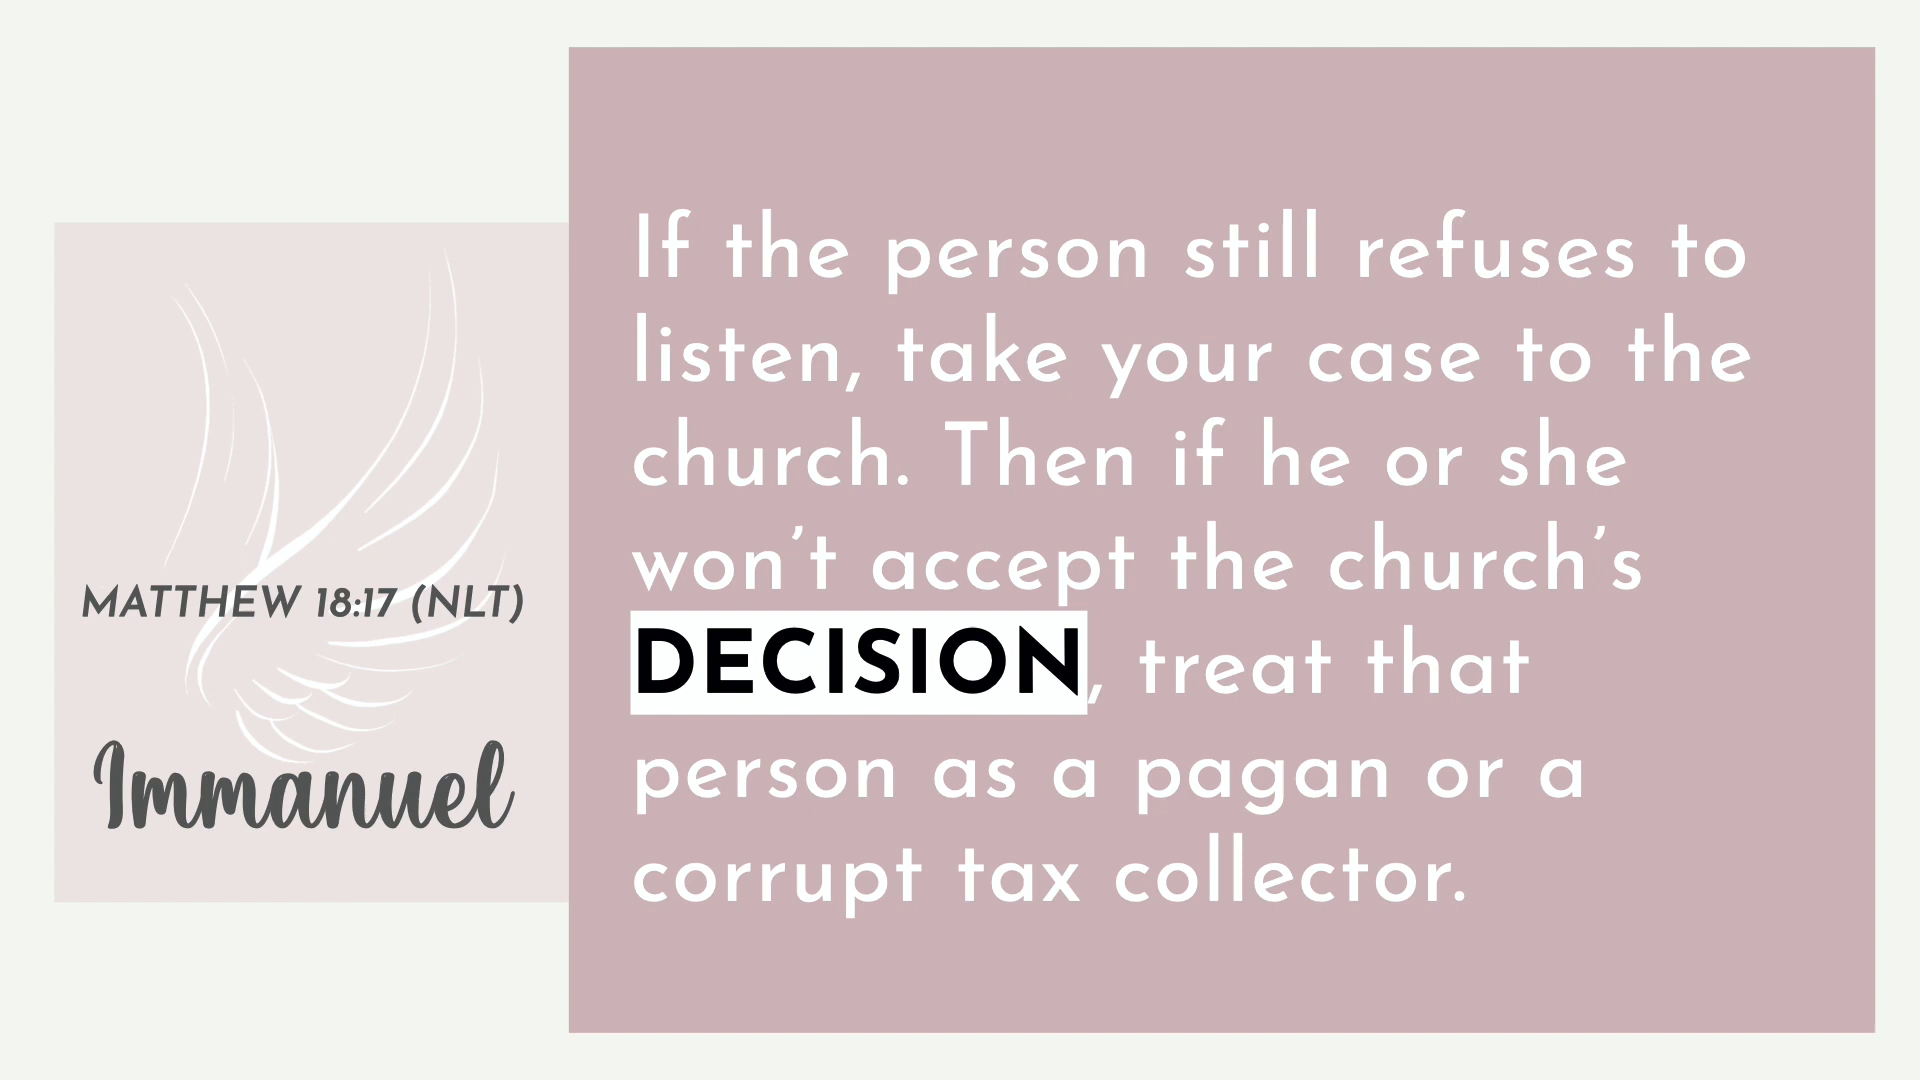 MATTHEW 18:17 (NLT)
Immanuel
If the person still refuses to
listen, take your case to the
church. Then if he or she
won’t accept the church’s
DECISION, treat that
person as a pagan or a
corrupt tax collector.